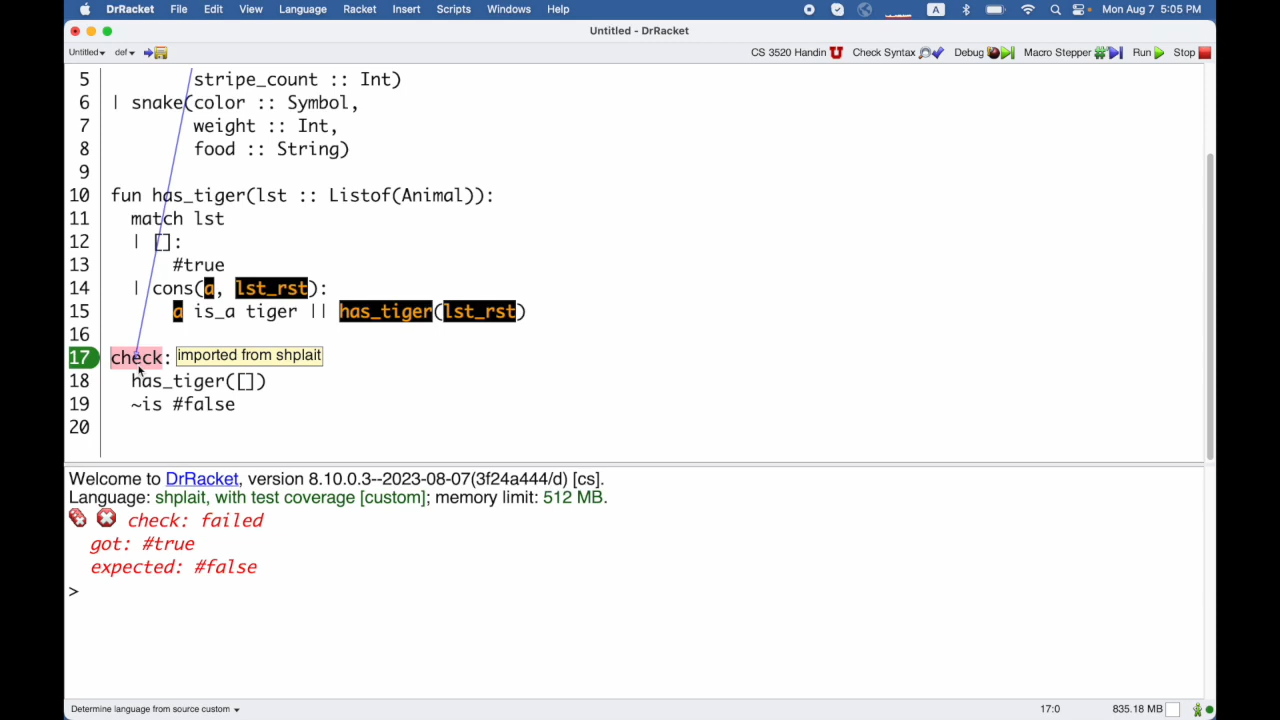 DrRacket File Edit View Language Racket Insert Scripts Windows Help A Mon Aug 7 5:05 PM
Untitled - DrRacket
Untitled▾ def▾ CS 3520 Handin Check Syntax Debug Macro Stepper Run Stop
5 stripe_count :: Int)
6 | snake(color :: Symbol,
7 weight :: Int,
8 food :: String)
9
10 fun has_tiger(lst :: Listof(Animal)):
11 match lst
12 | []:
13 #true
14 | cons(a, lst_rst):
15 a is_a tiger || has_tiger(lst_rst)
16
17 check: imported from shplait
18 has_tiger([])
19 ~is #false
20
Welcome to DrRacket, version 8.10.0.3--2023-08-07(3f24a444/d) [cs].
Language: shplait, with test coverage [custom]; memory limit: 512 MB.
check: failed
got: #true
expected: #false
>
Determine language from source custom▾ 17:0 835.18 MB